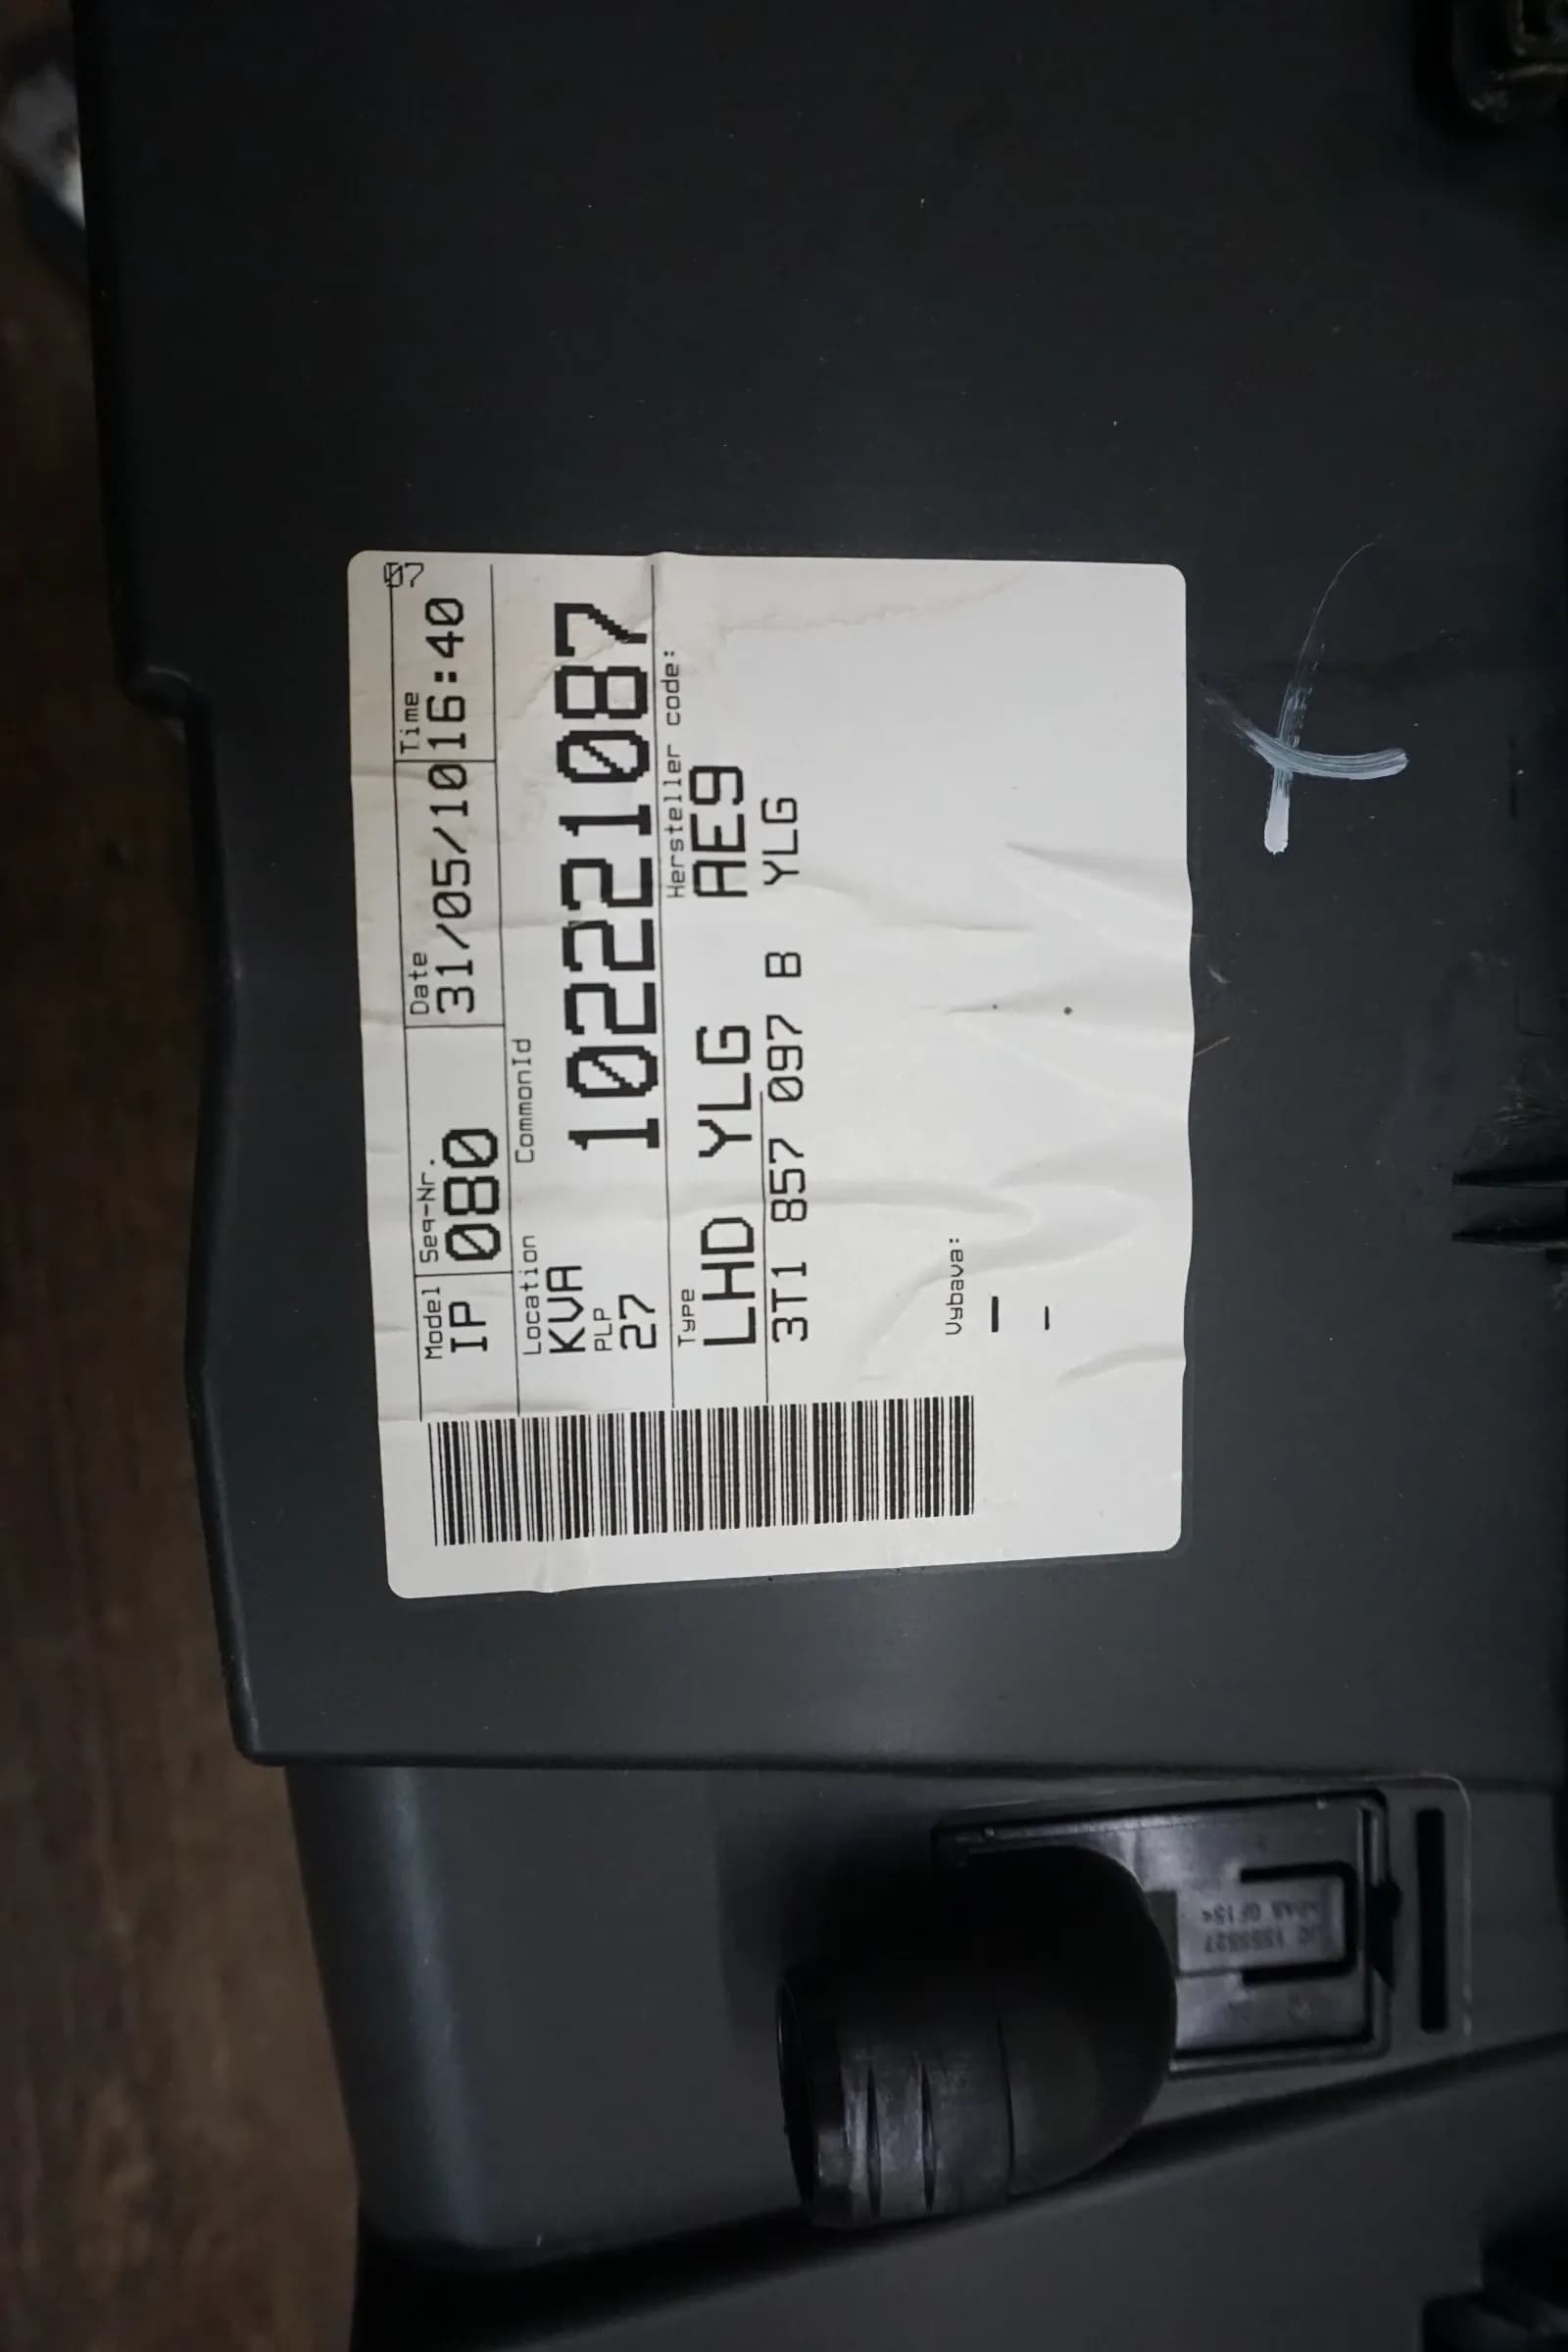 07
Model Seq-Nr. Date Time
IP 080 31/05/10 16:40
Location CommonId
KVA 10221087
PLP
27
Type Hersteller code:
LHD YLG AE9
3T1 857 097 B YLG
Vybava:
-
-